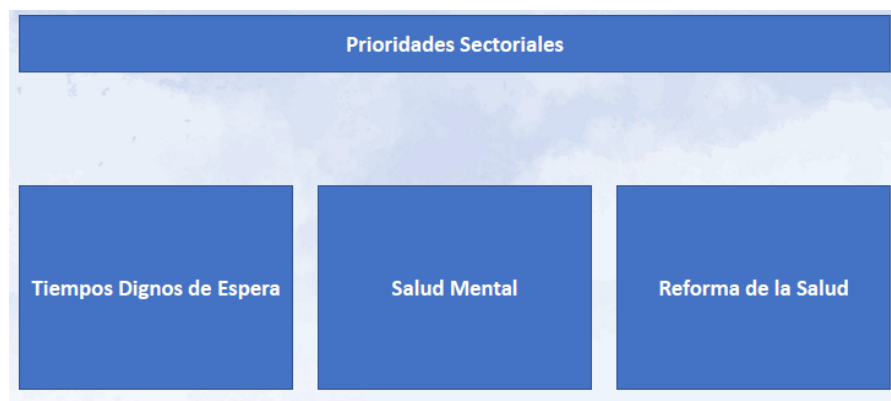 Prioridades Sectoriales
Tiempos Dignos de Espera
Salud Mental
Reforma de la Salud